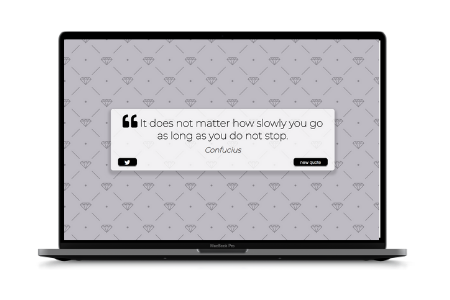 It does not matter how slowly you go
as long as you do not stop.
Confucius
new quote
MacBook Pro